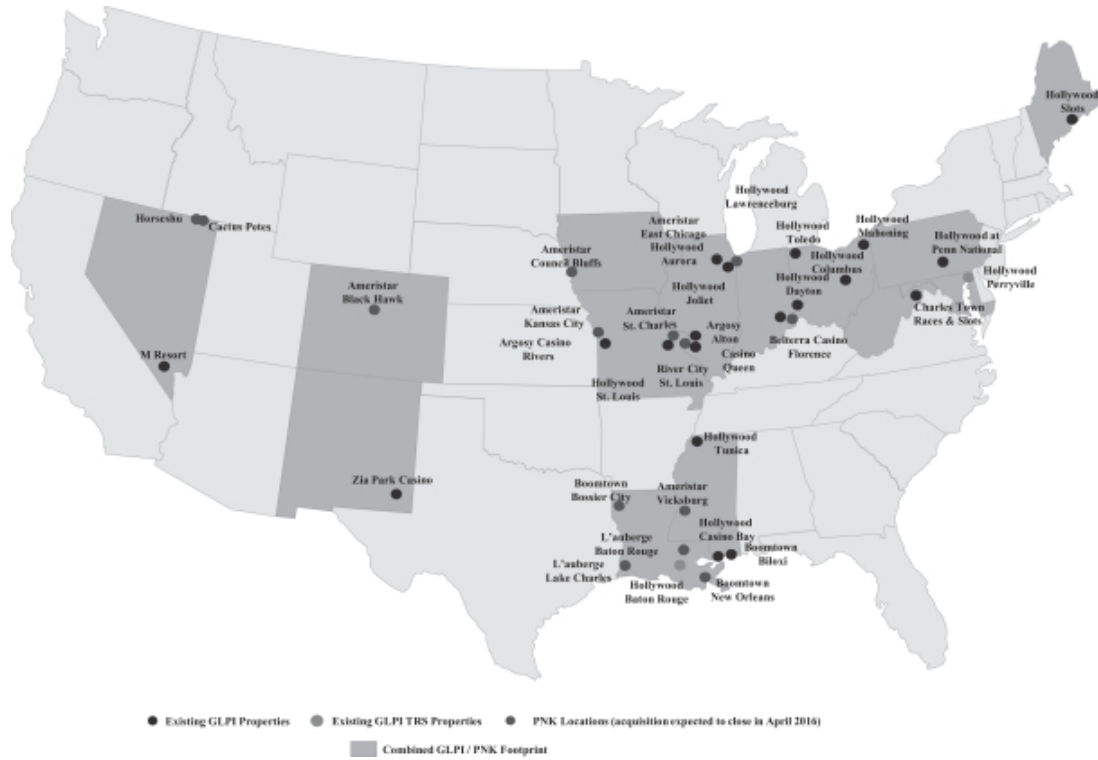 Hollywood
Slots
Hollywood
Lawrenceburg
Horseshu
Cactus Petes
Ameristar
East Chicago
Hollywood
Aurora
Hollywood
Toledo
Hollywood
Mahoning
Hollywood at
Penn National
Ameristar
Council Bluffs
Hollywood
Columbus
Hollywood
Perryville
Ameristar
Black Hawk
Hollywood
Joliet
Hollywood
Dayton
Ameristar
Kansas City
Ameristar
St. Charles
Charles Town
Races & Slots
Argosy Casino
Rivers
Argosy
Alton
Belterra Casino
Florence
M Resort
Casino
Queen
River City
St. Louis
Hollywood
St. Louis
Hollywood
Tunica
Zia Park Casino
Boomtown
Bossier City
Ameristar
Vicksburg
Hollywood
Casino Bay
L'auberge
Baton Rouge
Boomtown
Biloxi
L'auberge
Lake Charles
Hollywood
Baton Rouge
Boomtown
New Orleans
Existing GLPI Properties
Existing GLPI TRS Properties
PNK Locations (acquisition expected to close in April 2016)
Combined GLPI / PNK Footprint